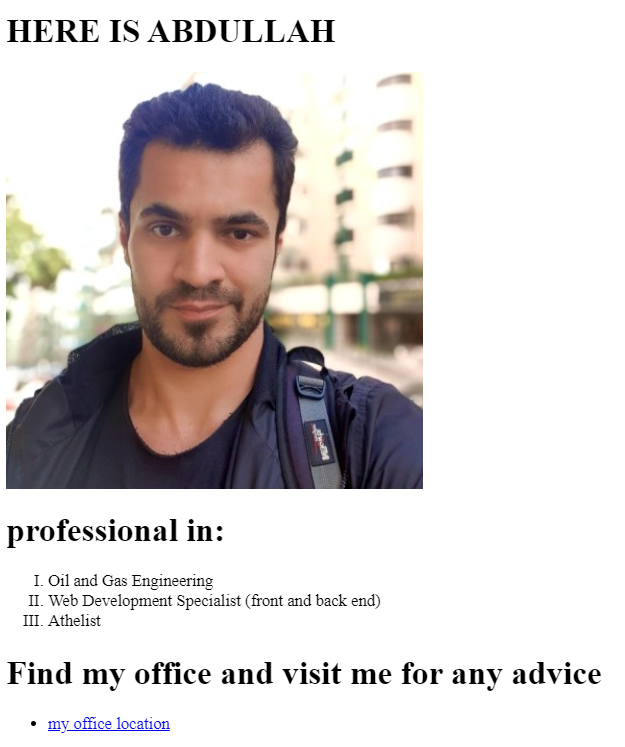 HERE IS ABDULLAH
professional in:
I. Oil and Gas Engineering
II. Web Development Specialist (front and back end)
III. Athelist
Find my office and visit me for any advice
• my office location